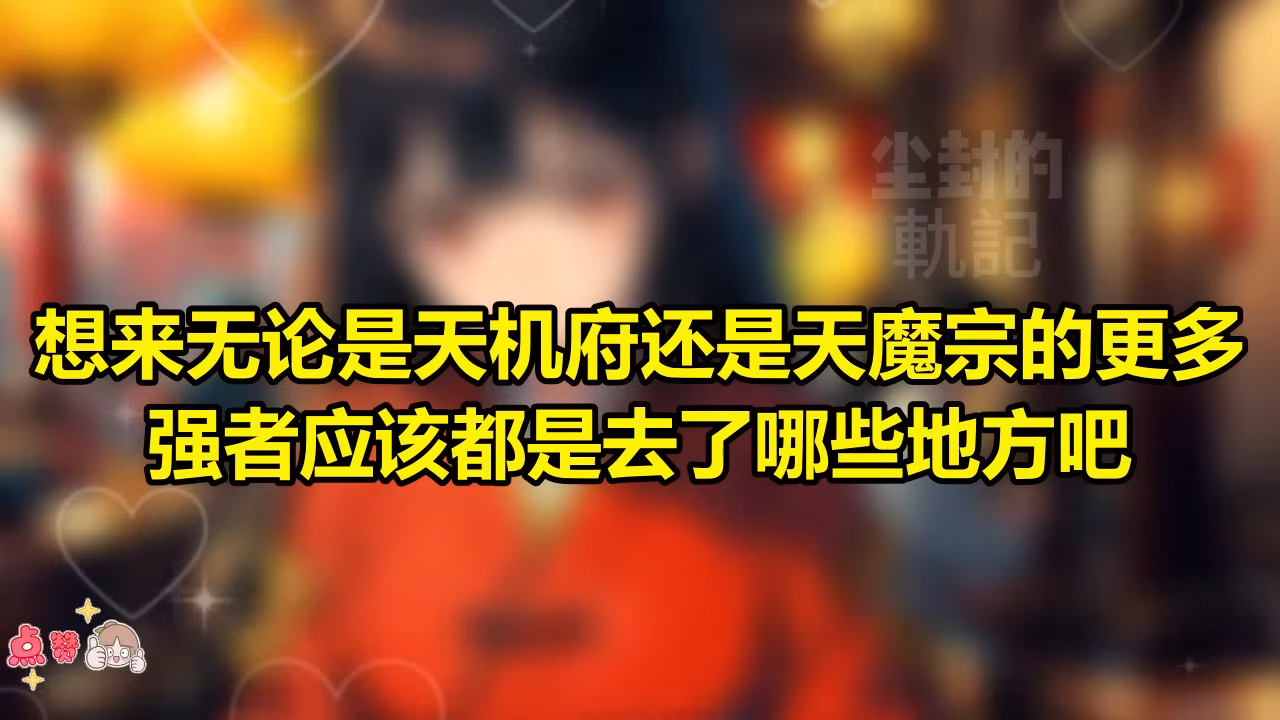 尘封的
軌記
想来无论是天机府还是天魔宗的更多
强者应该都是去了哪些地方吧
点赞